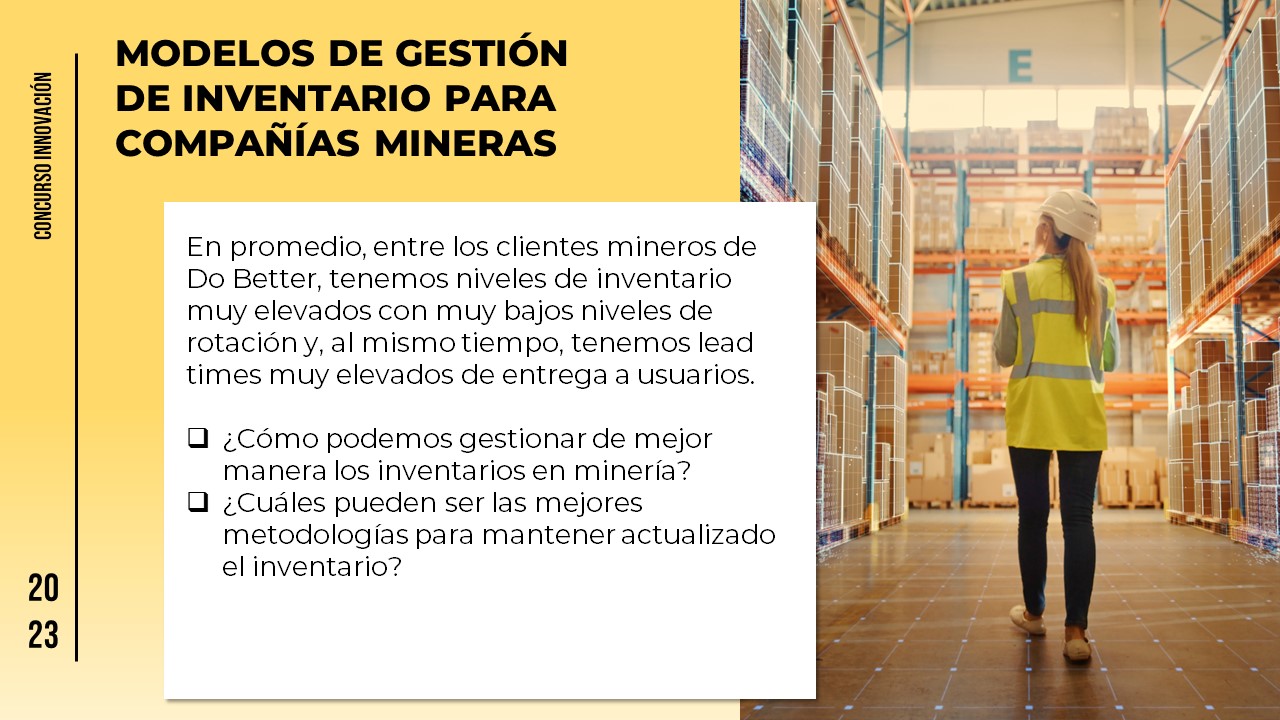 MODELOS DE GESTIÓN
DE INVENTARIO PARA
COMPAÑÍAS MINERAS
CONCURSO INNOVACIÓN
En promedio, entre los clientes mineros de
Do Better, tenemos niveles de inventario
muy elevados con muy bajos niveles de
rotación y, al mismo tiempo, tenemos lead
times muy elevados de entrega a usuarios.
❑ ¿Cómo podemos gestionar de mejor
manera los inventarios en minería?
❑ ¿Cuáles pueden ser las mejores
metodologías para mantener actualizado
el inventario?
20
23
E